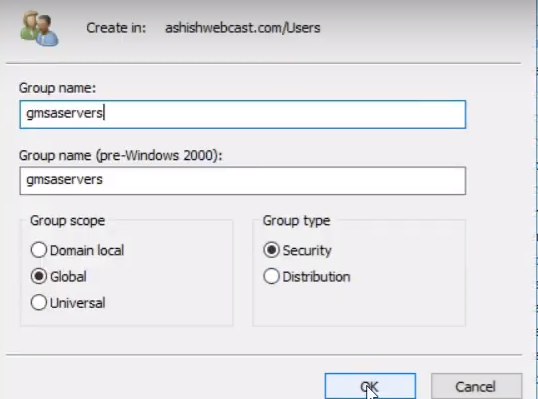 Create in: ashishwebcast.com/Users
Group name:
gmsaservers
Group name (pre-Windows 2000):
gmsaservers
Group scope
Domain local
Global
Universal
Group type
Security
Distribution
OK
Cancel